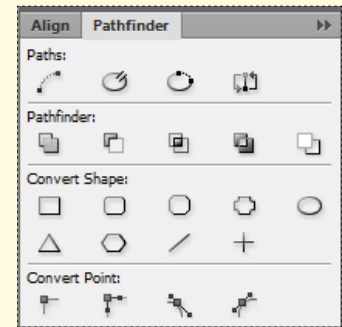 Align Pathfinder
Paths:
Pathfinder:
Convert Shape:
Convert Point: